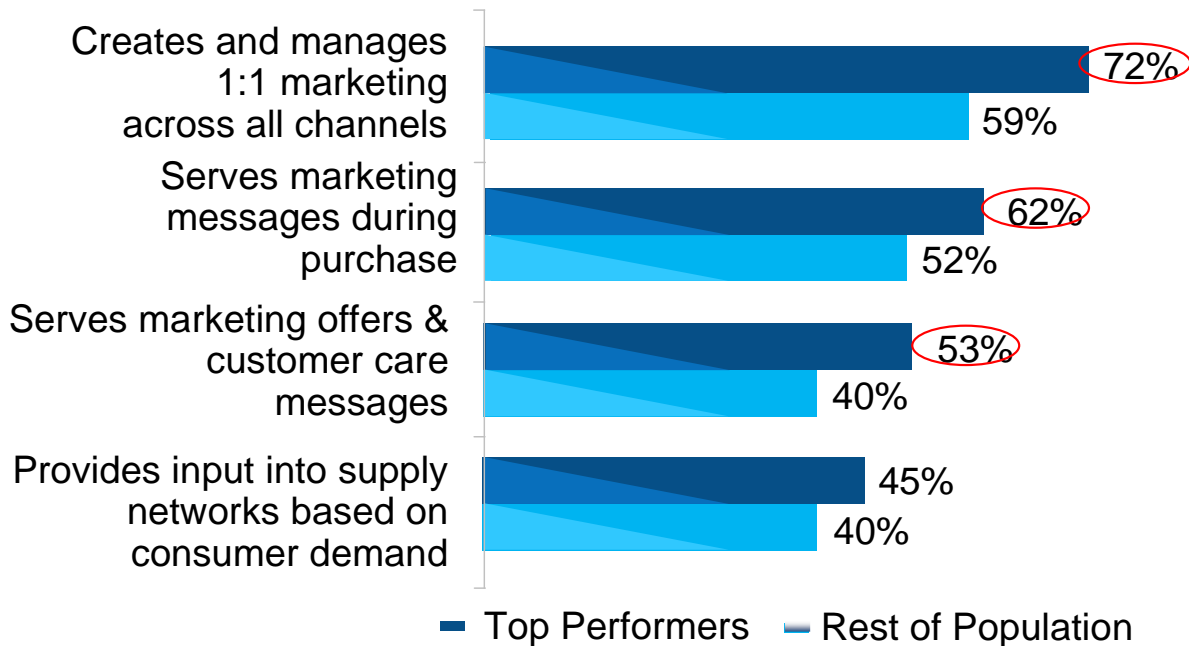 Creates and manages
1:1 marketing
across all channels
72%
59%
Serves marketing
messages during
purchase
62%
52%
Serves marketing offers &
customer care
messages
53%
40%
Provides input into supply
networks based on
consumer demand
45%
40%
Top Performers
Rest of Population